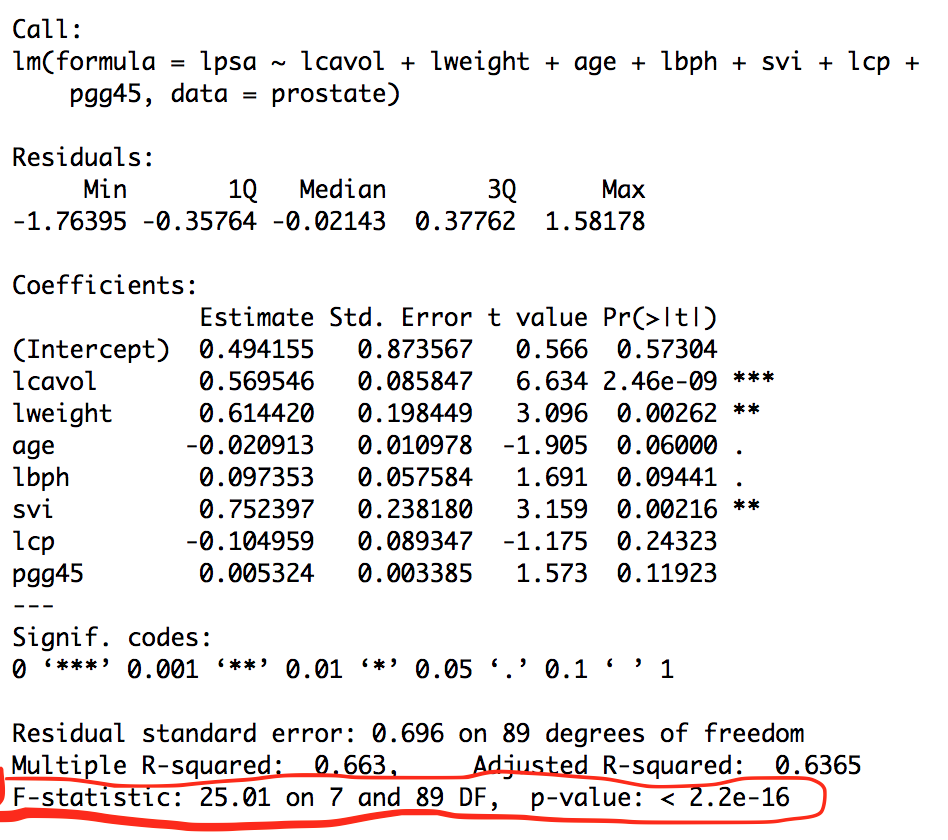 Call:
lm(formula = lpsa ~ lcavol + lweight + age + lbph + svi + lcp +
    pgg45, data = prostate)
Residuals:
     Min       1Q   Median       3Q      Max
-1.76395 -0.35764 -0.02143  0.37762  1.58178
Coefficients:
             Estimate Std. Error t value Pr(>|t|)
(Intercept)  0.494155   0.873567   0.566  0.57304
lcavol       0.569546   0.085847   6.634 2.46e-09 ***
lweight      0.614420   0.198449   3.096  0.00262 **
age         -0.020913   0.010978  -1.905  0.06000 .
lbph         0.097353   0.057584   1.691  0.09441 .
svi          0.752397   0.238180   3.159  0.00216 **
lcp         -0.104959   0.089347  -1.175  0.24323
pgg45        0.005324   0.003385   1.573  0.11923
---
Signif. codes:
0 ‘***’ 0.001 ‘**’ 0.01 ‘*’ 0.05 ‘.’ 0.1 ‘ ’ 1
Residual standard error: 0.696 on 89 degrees of freedom
Multiple R-squared:  0.663,     Adjusted R-squared:  0.6365
F-statistic: 25.01 on 7 and 89 DF,  p-value: < 2.2e-16